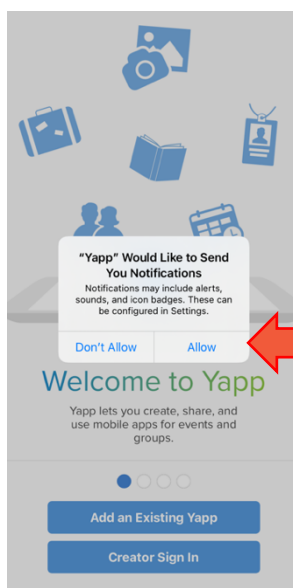 "Yapp" Would Like to Send
You Notifications
Notifications may include alerts,
sounds, and icon badges. These can
be configured in Settings.
Don't Allow Allow
Welcome to Yapp
Yapp lets you create, share, and
use mobile apps for events and
groups.
Add an Existing Yapp
Creator Sign In